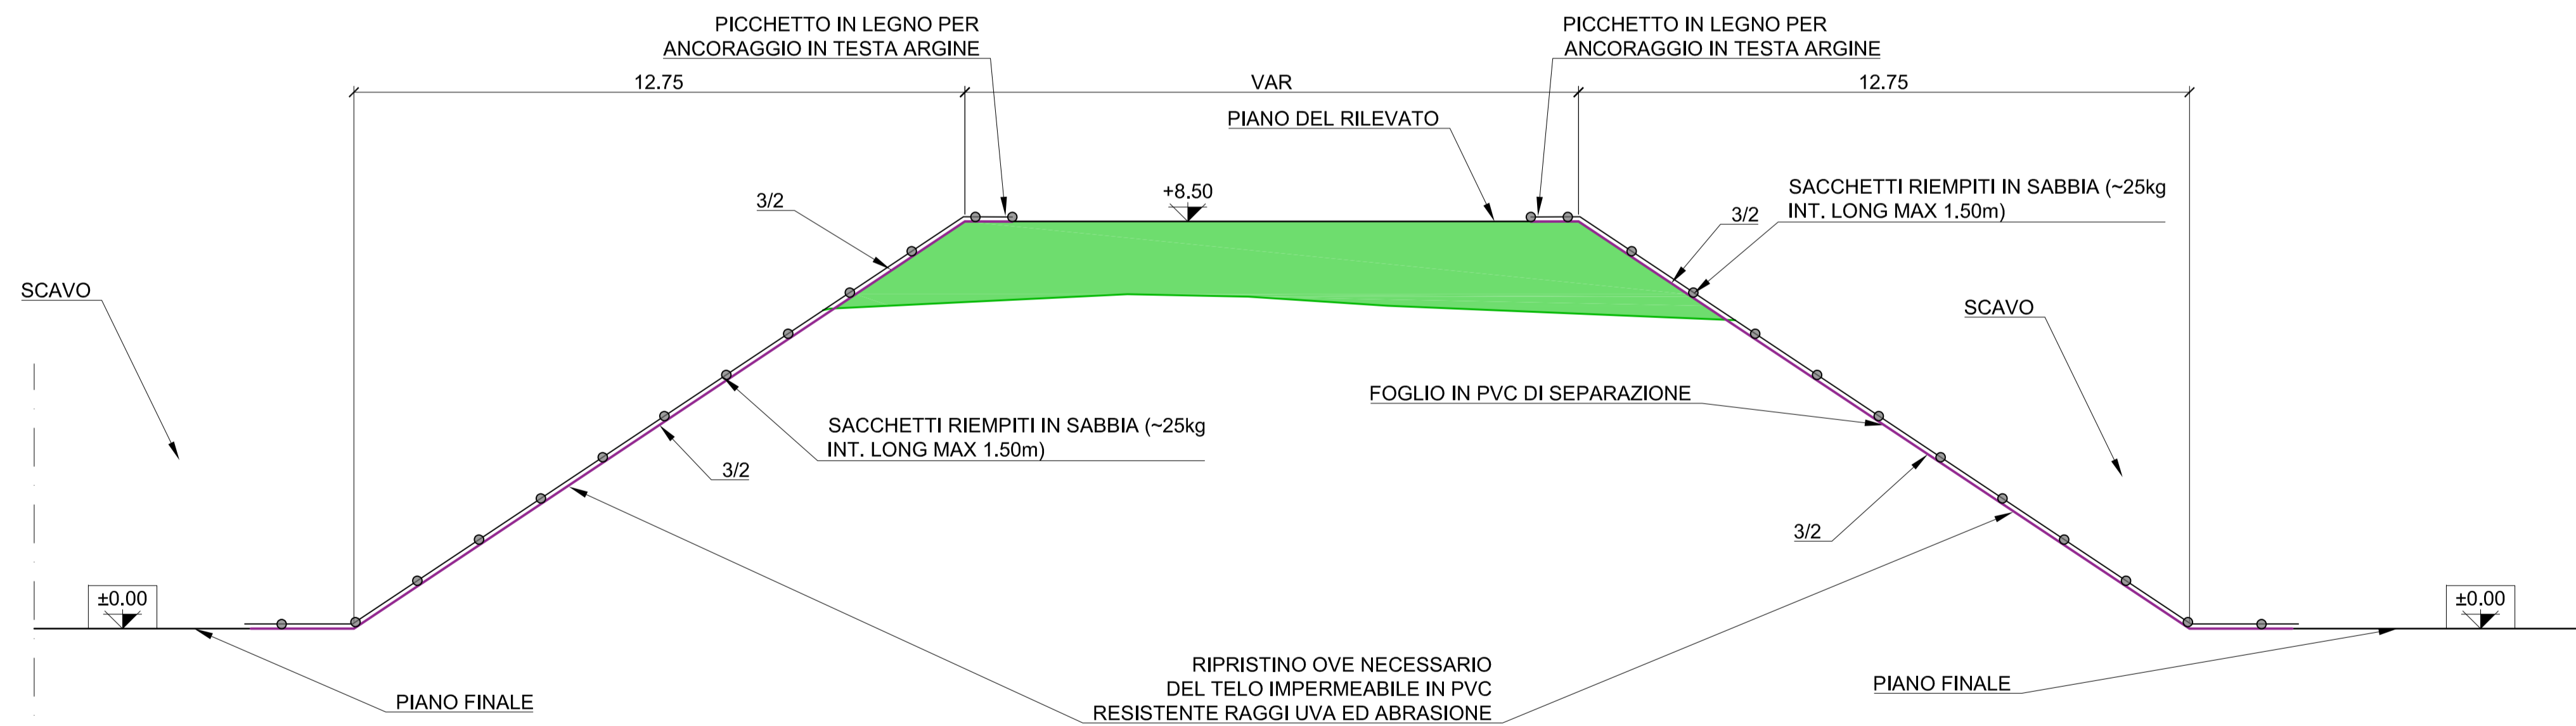 PICCHETTO IN LEGNO PER
ANCORAGGIO IN TESTA ARGINE
PICCHETTO IN LEGNO PER
ANCORAGGIO IN TESTA ARGINE
12.75
VAR
12.75
PIANO DEL RILEVATO
+8.50
3/2
3/2
SACCHETTI RIEMPITI IN SABBIA (~25kg
INT. LONG MAX 1.50m)
SCAVO
SCAVO
FOGLIO IN PVC DI SEPARAZIONE
SACCHETTI RIEMPITI IN SABBIA (~25kg
INT. LONG MAX 1.50m)
3/2
3/2
±0.00
±0.00
RIPRISTINO OVE NECESSARIO
DEL TELO IMPERMEABILE IN PVC
RESISTENTE RAGGI UVA ED ABRASIONE
PIANO FINALE
PIANO FINALE